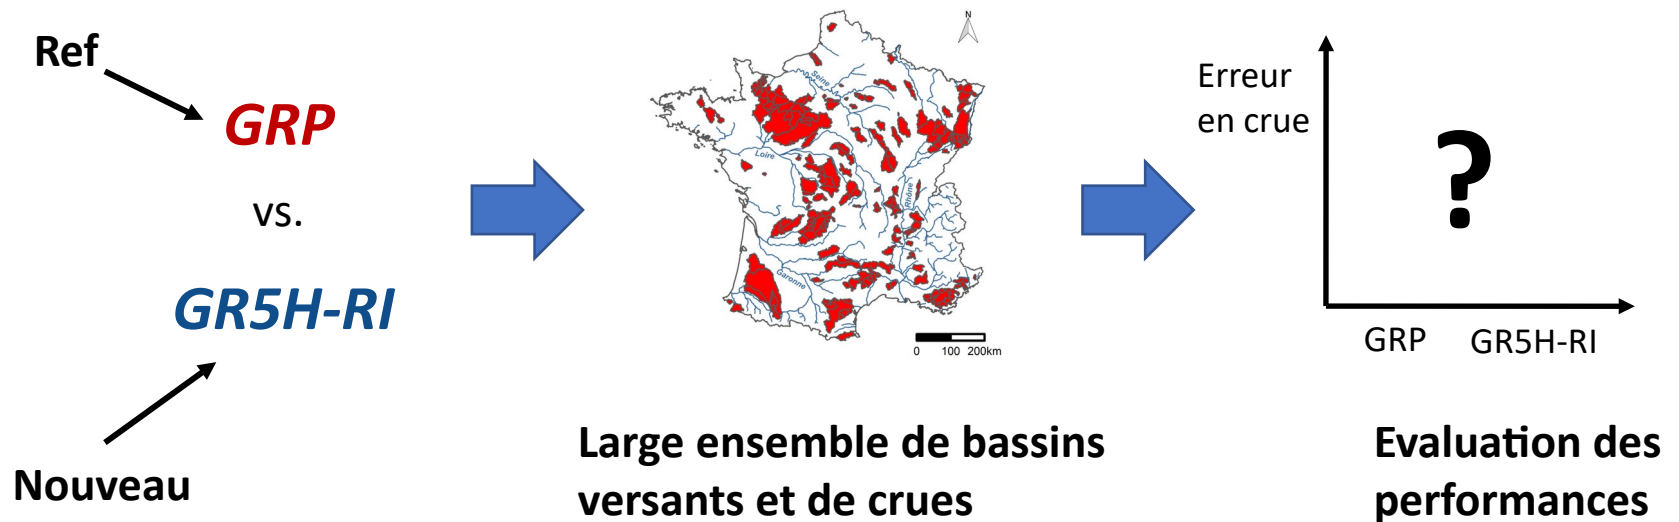 Ref
GRP
vs.
GR5H-RI
Nouveau
N
Seine
Loire
Rhône
Garonne
0 100 200km
Large ensemble de bassins
versants et de crues
Erreur
en crue
?
GRP GR5H-RI
Evaluation des
performances